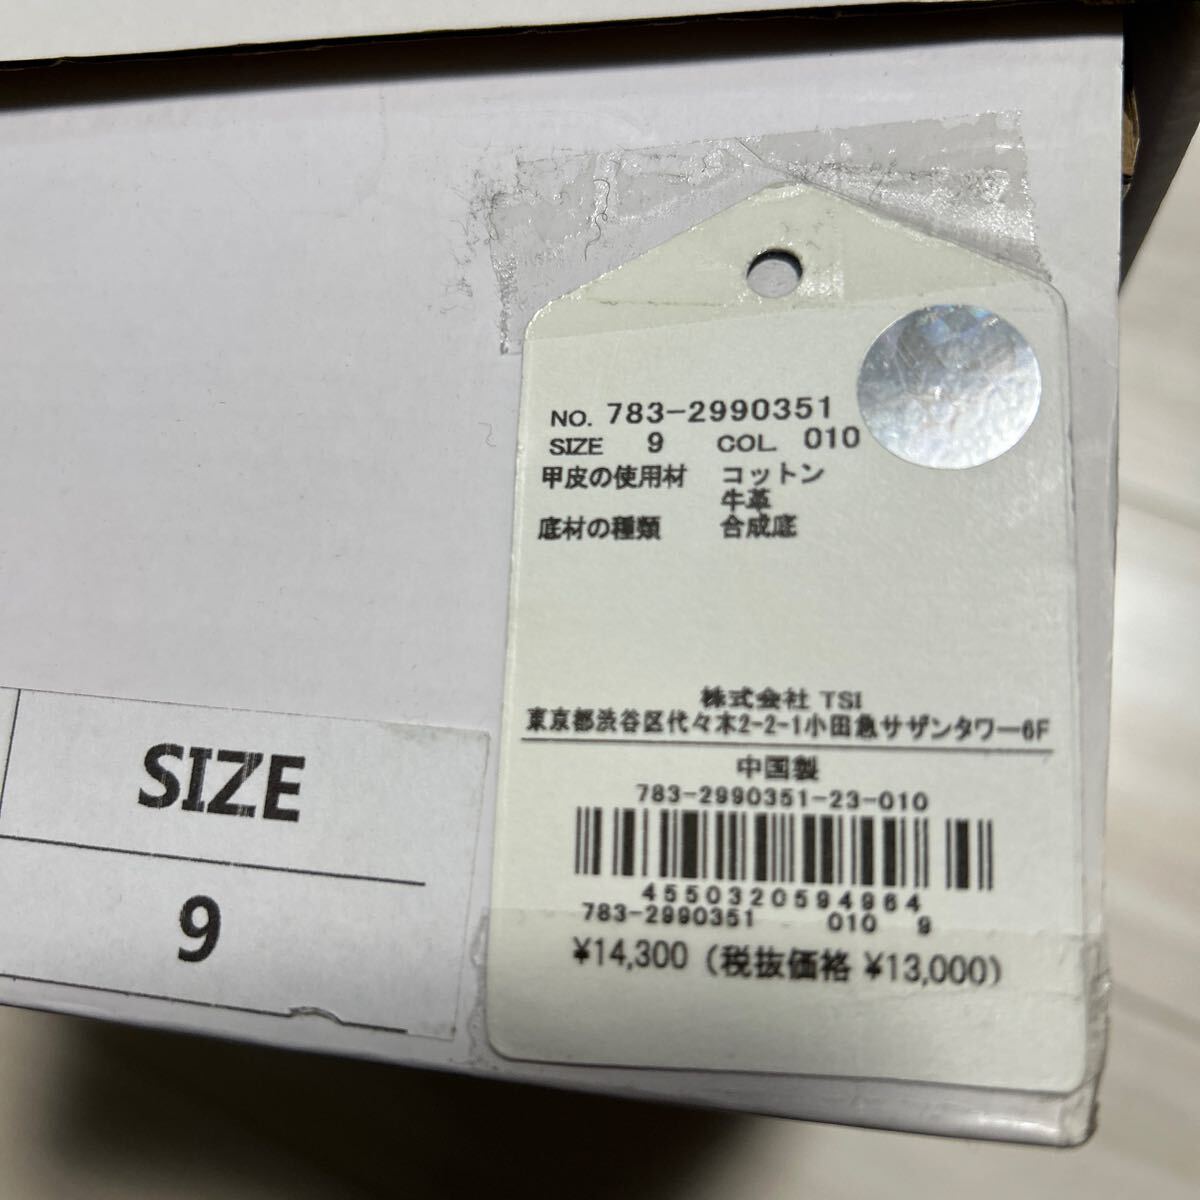 NO. 783-2990351
SIZE 9 COL. 010
甲皮の使用材 コットン
牛革
底材の種類 合成底
株式会社 TSI
東京都渋谷区代々木2-2-1小田急サザンタワー6F
中国製
783-2990351-23-010
4550320594964
783-2990351 010 9
¥14,300 (税抜価格 ¥13,000)
SIZE
9